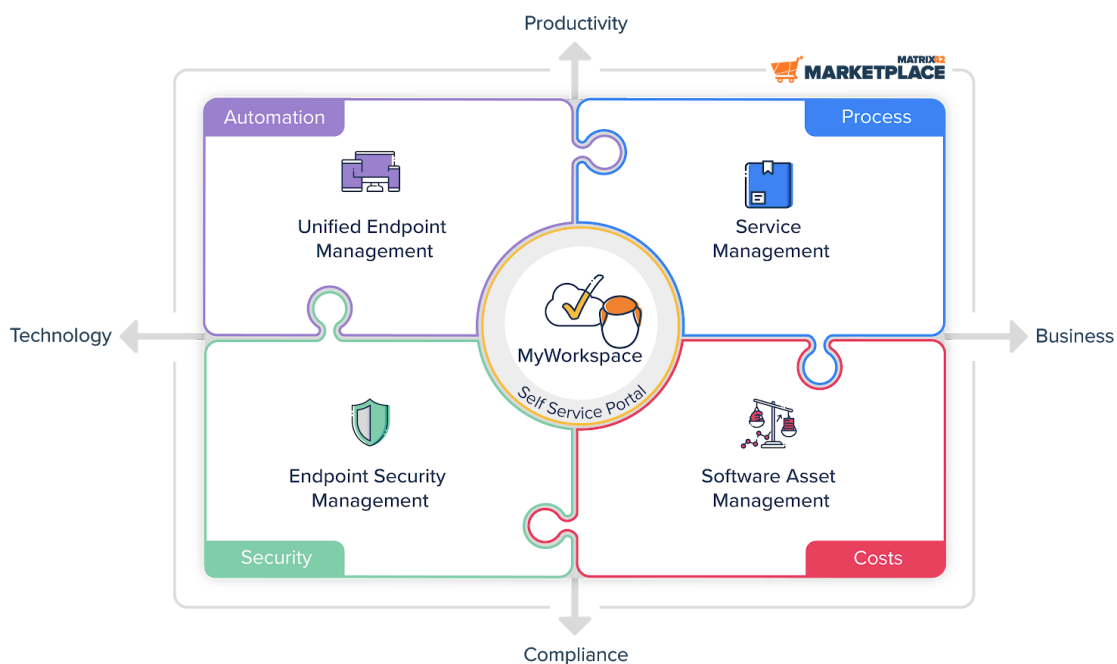 Productivity
MATRIX42
MARKETPLACE
Automation
Process
Unified Endpoint
Management
Service
Management
Technology
Business
MyWorkspace
Self Service Portal
Endpoint Security
Management
Software Asset
Management
Security
Costs
Compliance